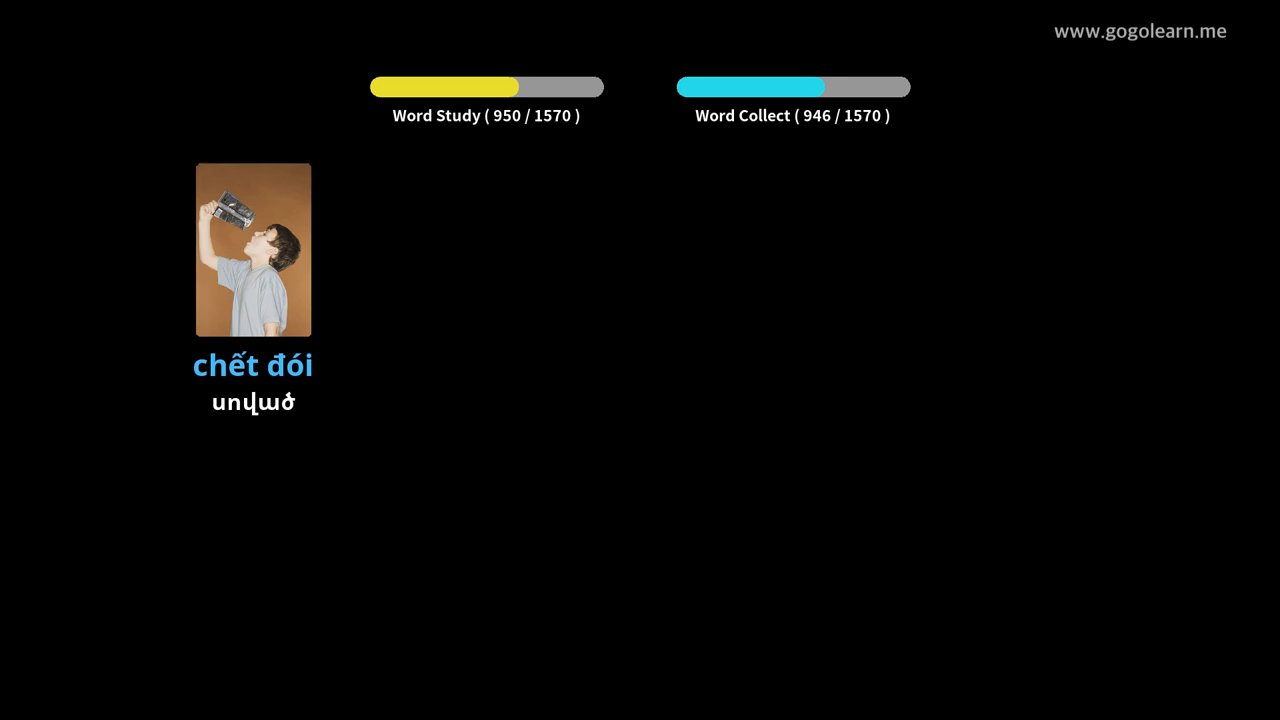 www.gogolearn.me
Word Study ( 950 / 1570 )
Word Collect ( 946 / 1570 )
chết đói
սոված